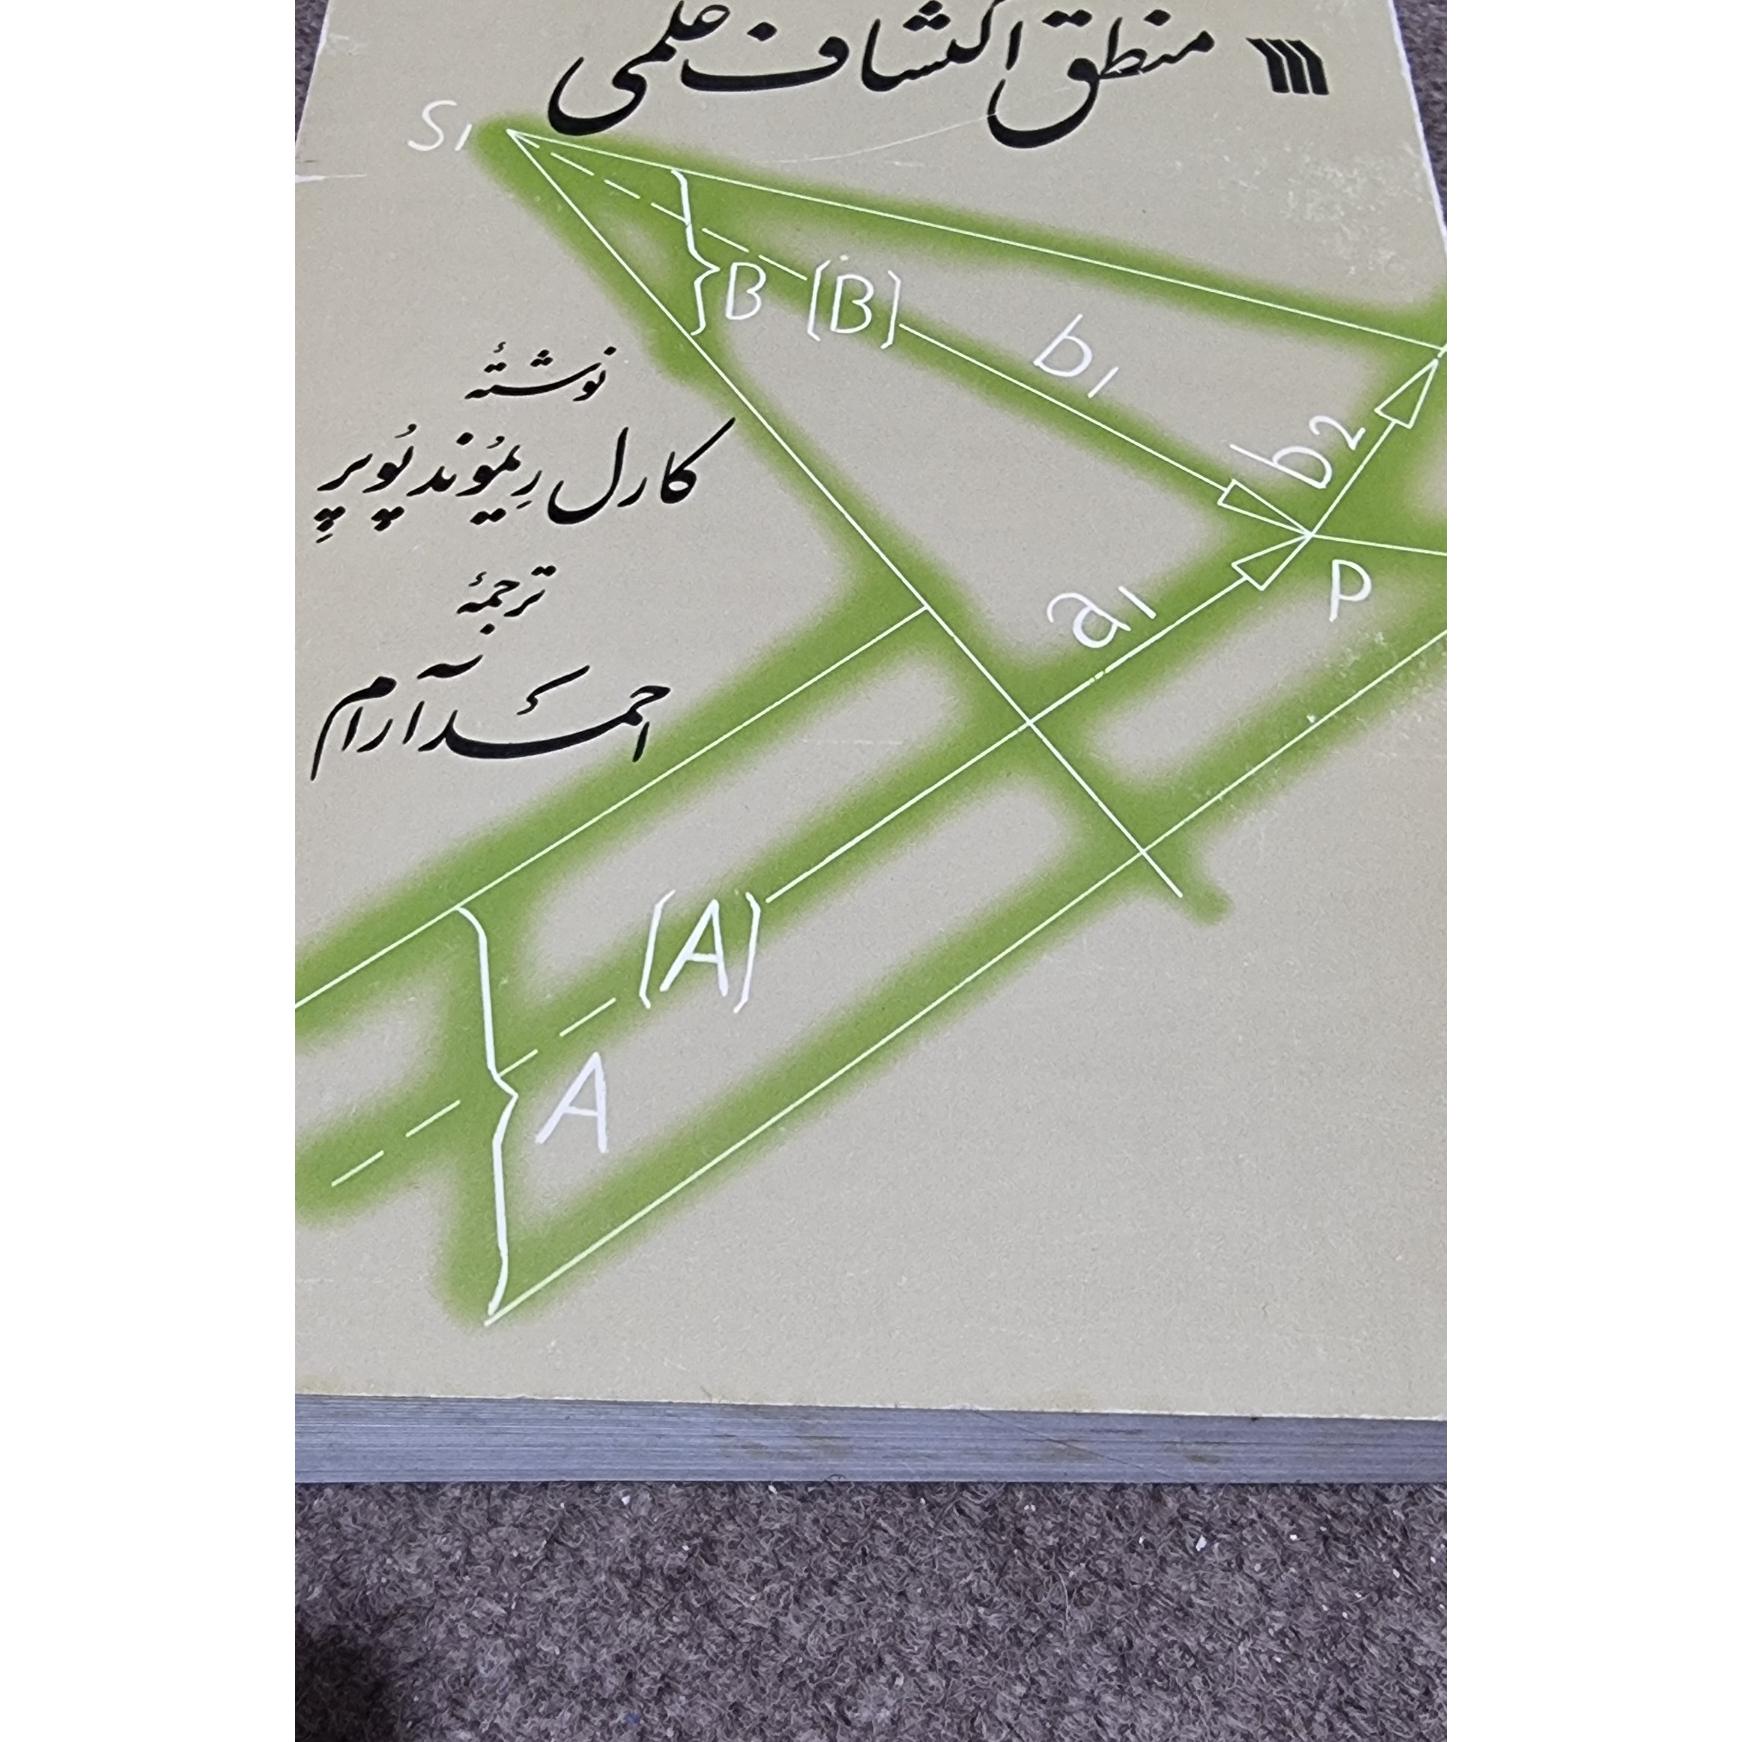 منطق اکتشاف علمی
S1
B (B)
b1
b2
نوشتهٔ
کارل ریموند پوپر
a1
P
ترجمهٔ
احمد آرام
(A)
A